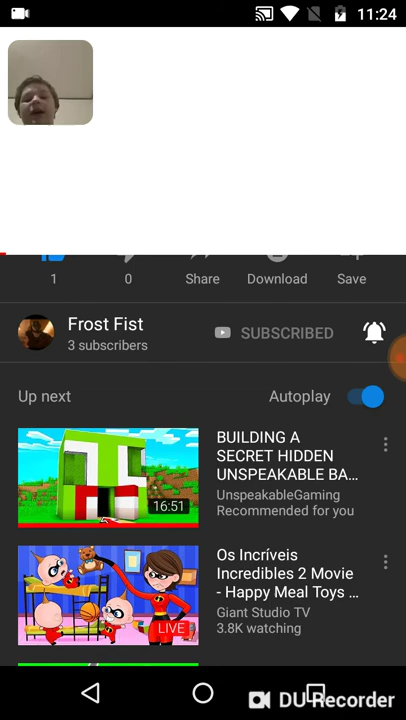 11:24
1
0
Share
Download
Save
Frost Fist
SUBSCRIBED
3 subscribers
Up next
Autoplay
BUILDING A
SECRET HIDDEN
UNSPEAKABLE BA...
16:51
UnspeakableGaming
Recommended for you
Os Incríveis
Incredibles 2 Movie
- Happy Meal Toys ...
LIVE
Giant Studio TV
3.8K watching
DU Recorder